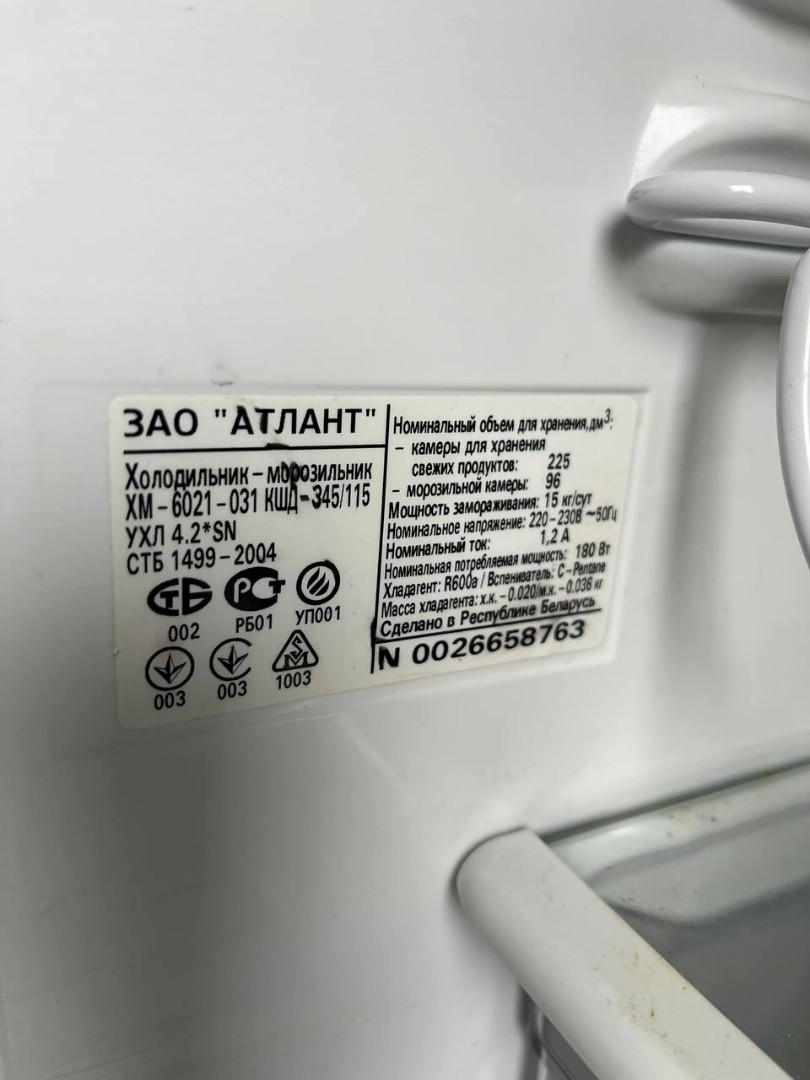 ЗАО "АТЛАНТ"
Холодильник – морозильник
ХМ – 6021 – 031 КШД – 345/115
УХЛ 4.2*SN
СТБ 1499 – 2004
002
РБ01
УП001
003
003
1003
Номинальный объем для хранения,дм³:
– камеры для хранения
свежих продуктов: 225
– морозильной камеры: 96
Мощность замораживания: 15 кг/сут
Номинальное напряжение: 220 – 230В ~50Гц
Номинальный ток: 1,2 А
Номинальная потребляемая мощность: 180 Вт
Хладагент: R600a / Вспениватель: C – Pentane
Масса хладагента: х.к. – 0.020/м.к. – 0.036 кг
Сделано в Республике Беларусь
N 0026658763